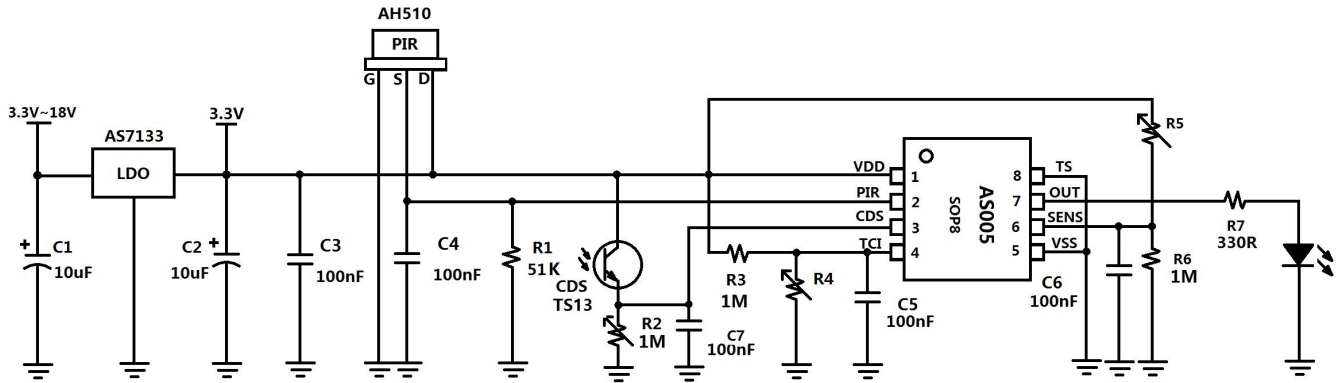 AH510
PIR
G S D
3.3V~18V
3.3V
AS7133
LDO
C1
10uF
C2
10uF
C3
100nF
C4
100nF
R1
51K
CDS
TS13
R2
1M
C7
100nF
R3
1M
R4
C5
100nF
VDD
PIR
CDS
TCI
1
2
3
4
AS005
SOP8
8
7
6
5
TS
OUT
SENS
VSS
R5
C6
100nF
R6
1M
R7
330R